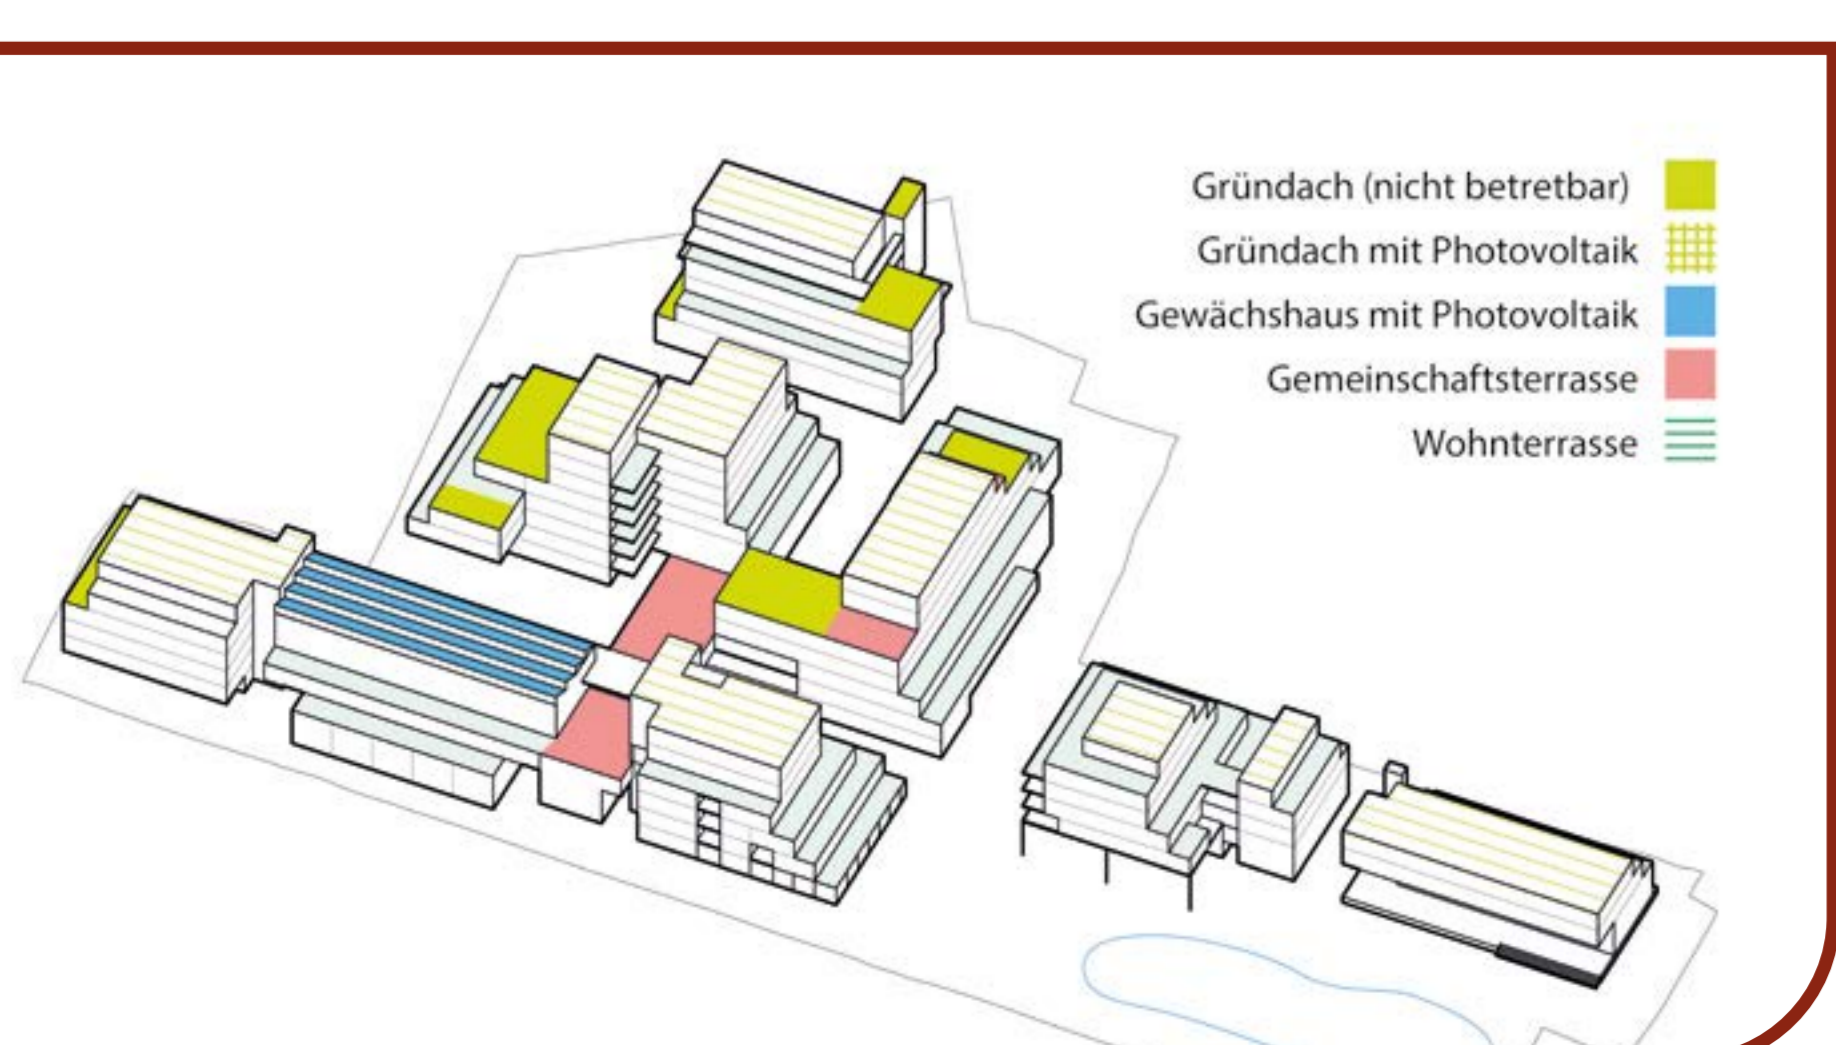 Gründach (nicht betretbar)
Gründach mit Photovoltaik
Gewächshaus mit Photovoltaik
Gemeinschaftsterrasse
Wohnterrasse